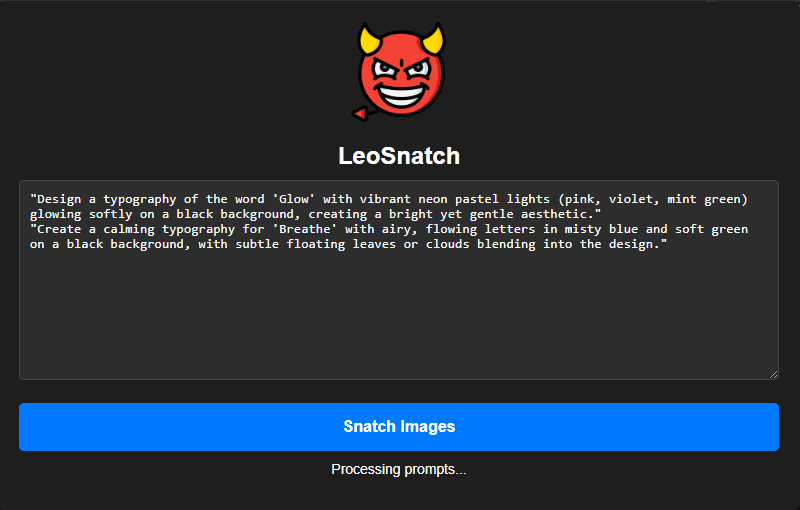 LeoSnatch
"Design a typography of the word 'Glow' with vibrant neon pastel lights (pink, violet, mint green)
glowing softly on a black background, creating a bright yet gentle aesthetic."
"Create a calming typography for 'Breathe' with airy, flowing letters in misty blue and soft green
on a black background, with subtle floating leaves or clouds blending into the design."
Snatch Images
Processing prompts...